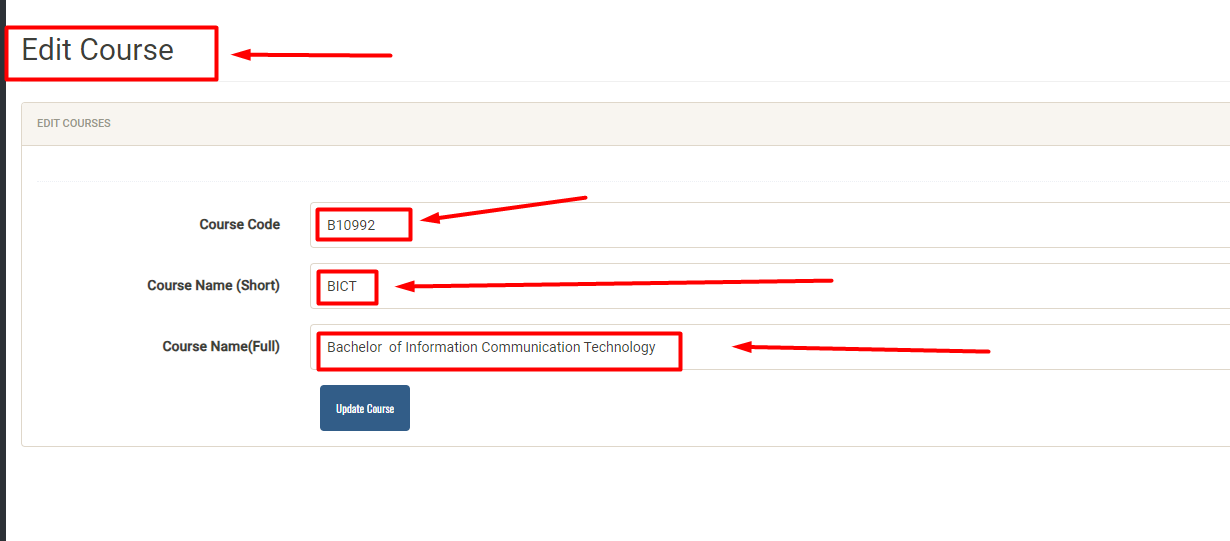 Edit Course
EDIT COURSES
Course Code
B10992
Course Name (Short)
BICT
Course Name(Full)
Bachelor  of Information Communication Technology
Update Course